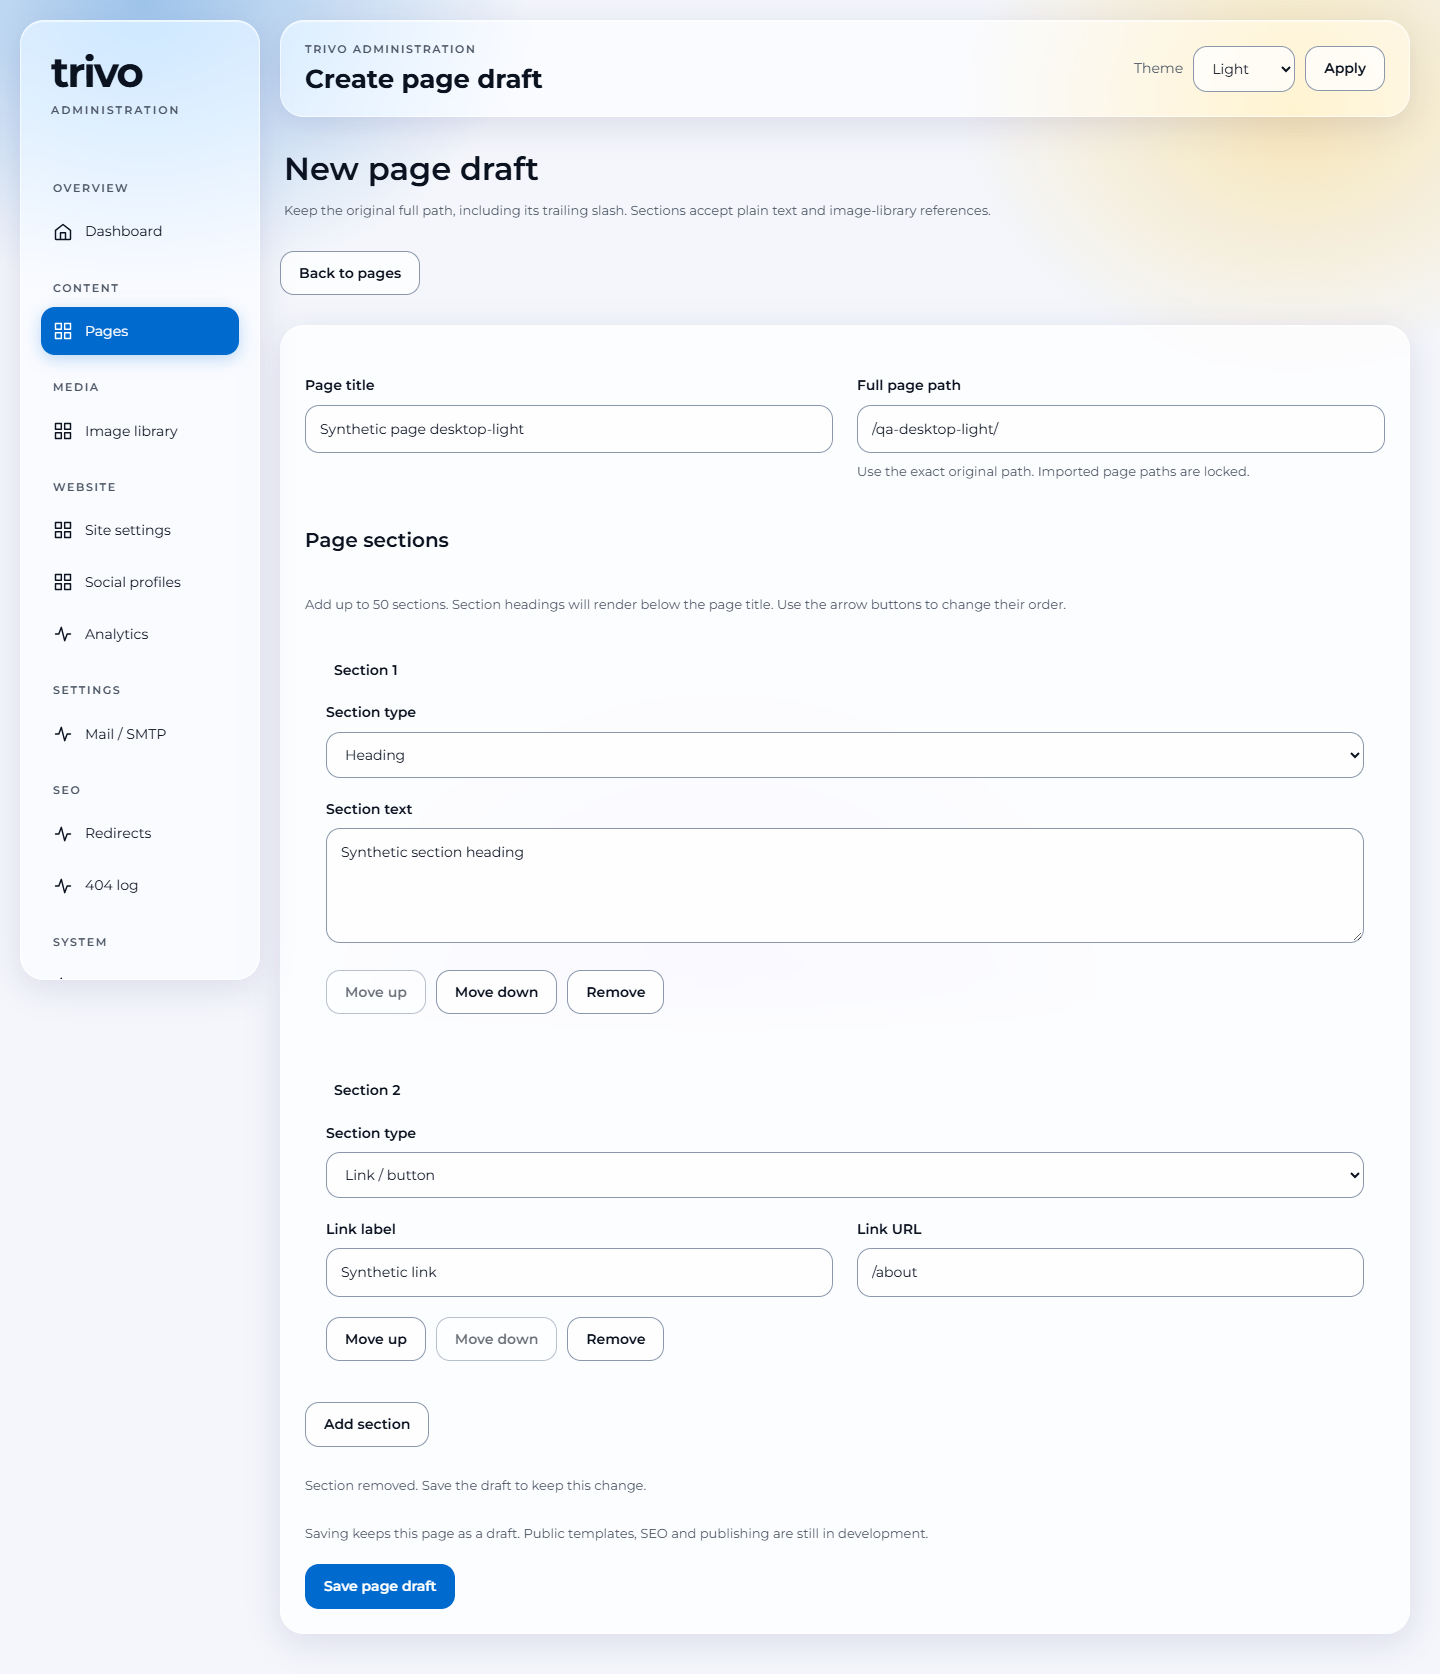 trivo
ADMINISTRATION
OVERVIEW
Dashboard
CONTENT
Pages
MEDIA
Image library
WEBSITE
Site settings
Social profiles
Analytics
SETTINGS
Mail / SMTP
SEO
Redirects
404 log
SYSTEM
TRIVO ADMINISTRATION
Create page draft
Theme
Light
Apply
New page draft
Keep the original full path, including its trailing slash. Sections accept plain text and image-library references.
Back to pages
Page title
Synthetic page desktop-light
Full page path
/qa-desktop-light/
Use the exact original path. Imported page paths are locked.
Page sections
Add up to 50 sections. Section headings will render below the page title. Use the arrow buttons to change their order.
Section 1
Section type
Heading
Section text
Synthetic section heading
Move up
Move down
Remove
Section 2
Section type
Link / button
Link label
Synthetic link
Link URL
/about
Move up
Move down
Remove
Add section
Section removed. Save the draft to keep this change.
Saving keeps this page as a draft. Public templates, SEO and publishing are still in development.
Save page draft